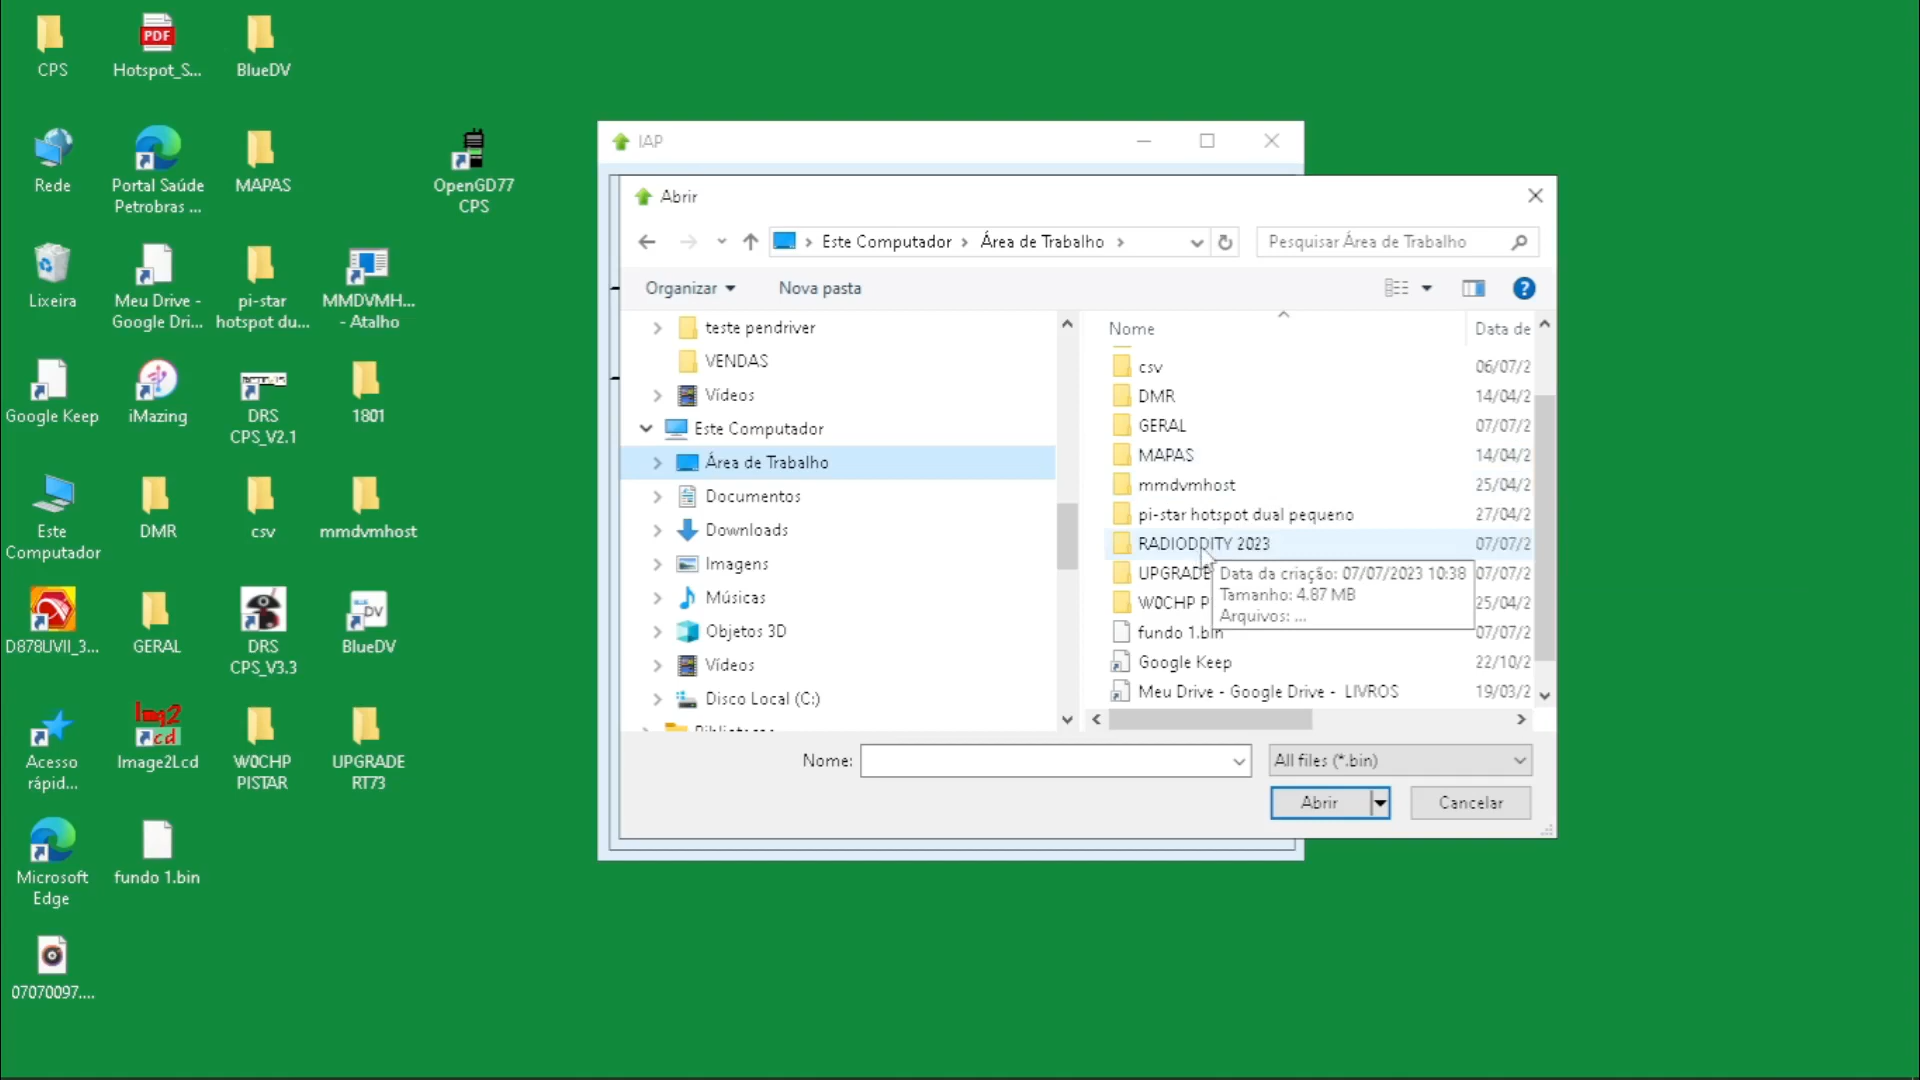 CPS
Hotspot_S...
BlueDV
Rede
Portal Saúde
Petrobras ...
MAPAS
OpenGD77
CPS
Lixeira
Meu Drive -
Google Dri...
pi-star
hotspot du...
MMDVMH...
- Atalho
Google Keep
iMazing
DRS
CPS_V2.1
1801
Este
Computador
DMR
csv
mmdvmhost
D878UVII_3...
GERAL
DRS
CPS_V3.3
BlueDV
Acesso
rápid...
Image2Lcd
W0CHP
PISTAR
UPGRADE
RT73
Microsoft
Edge
fundo 1.bin
07070097....
PDF
Img2
Lcd
BLUE
DV
IAP
Abrir
Este Computador
Área de Trabalho
Pesquisar Área de Trabalho
Organizar
Nova pasta
?
teste pendriver
VENDAS
Vídeos
Este Computador
Área de Trabalho
Documentos
Downloads
Imagens
Músicas
Objetos 3D
Vídeos
Disco Local (C:)
Nome
Data de
csv 06/07/2
DMR 14/04/2
GERAL 07/07/2
MAPAS 14/04/2
mmdvmhost 25/04/2
pi-star hotspot dual pequeno 27/04/2
RADIODDITY 2023 07/07/2
UPGRADE 07/07/2
W0CHP P 25/04/2
fundo 1.bin 07/07/2
Google Keep 22/10/2
Meu Drive - Google Drive - LIVROS 19/03/2
Data da criação: 07/07/2023 10:38
Tamanho: 4.87 MB
Arquivos: ...
Nome:
All files (*.bin)
Abrir
Cancelar